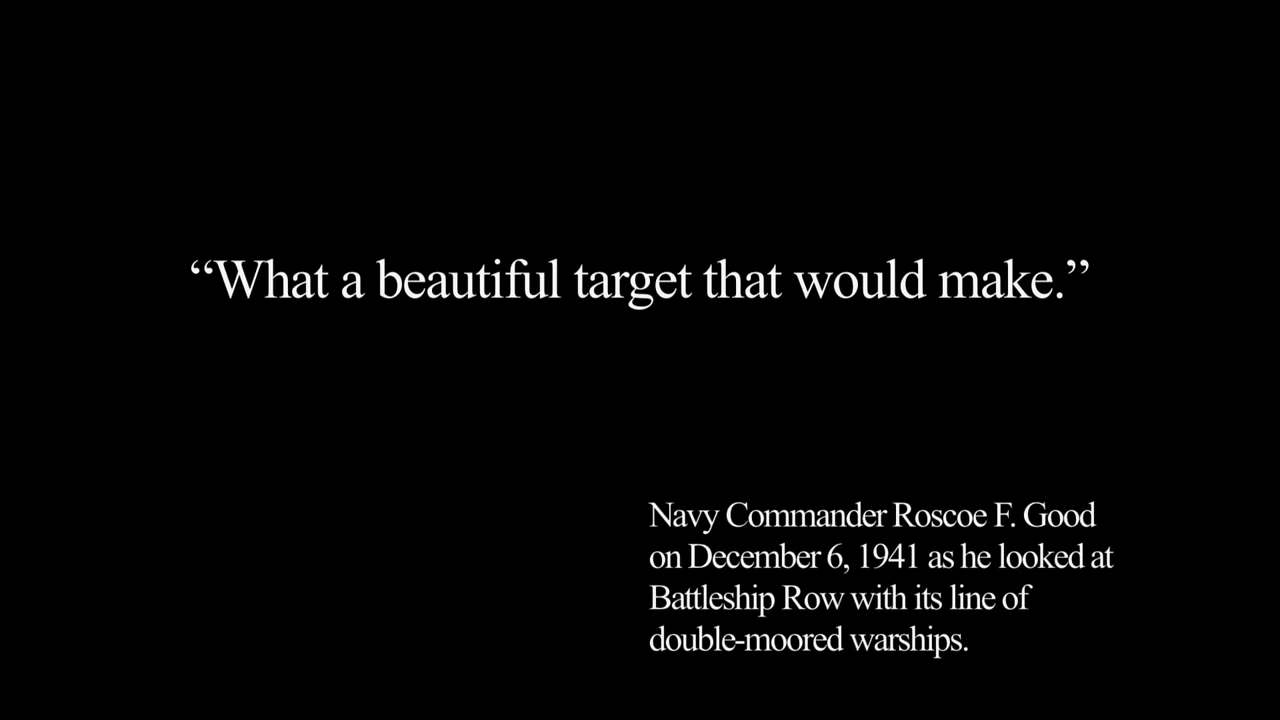 “What a beautiful target that would make.”
Navy Commander Roscoe F. Good
on December 6, 1941 as he looked at
Battleship Row with its line of
double-moored warships.